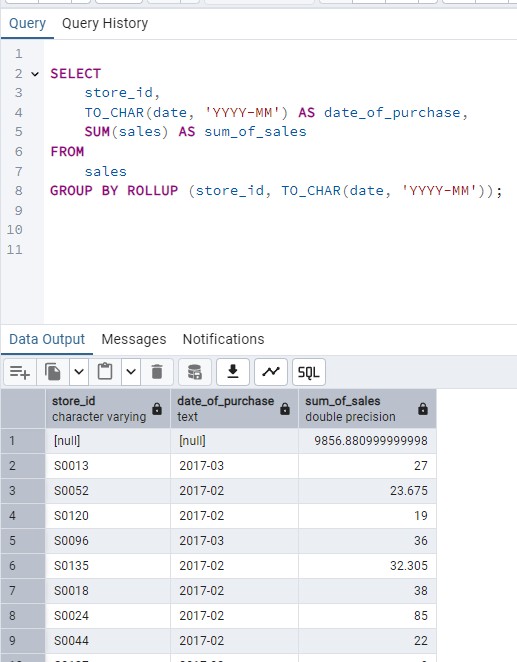 Query Query History
1
2 SELECT
3 store_id,
4 TO_CHAR(date, 'YYYY-MM') AS date_of_purchase,
5 SUM(sales) AS sum_of_sales
6 FROM
7 sales
8 GROUP BY ROLLUP (store_id, TO_CHAR(date, 'YYYY-MM'));
9
10
11
Data Output Messages Notifications
SQL
store_id date_of_purchase sum_of_sales
character varying text double precision
1 [null] [null] 9856.880999999998
2 S0013 2017-03 27
3 S0052 2017-02 23.675
4 S0120 2017-02 19
5 S0096 2017-03 36
6 S0135 2017-02 32.305
7 S0018 2017-02 38
8 S0024 2017-02 85
9 S0044 2017-02 22